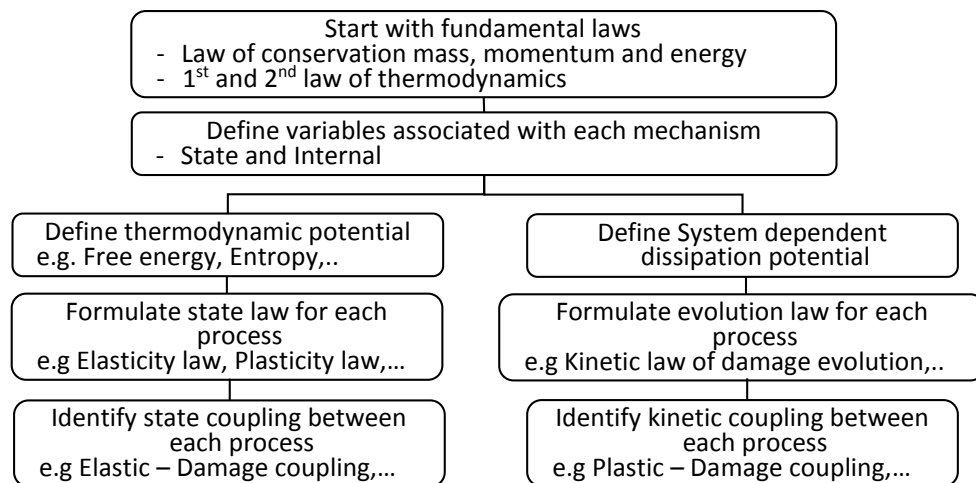 Start with fundamental laws
- Law of conservation mass, momentum and energy
- 1st and 2nd law of thermodynamics
Define variables associated with each mechanism
- State and Internal
Define thermodynamic potential
e.g. Free energy, Entropy,..
Define System dependent
dissipation potential
Formulate state law for each
process
e.g Elasticity law, Plasticity law,...
Formulate evolution law for each
process
e.g Kinetic law of damage evolution,..
Identify state coupling between
each process
e.g Elastic – Damage coupling,...
Identify kinetic coupling between
each process
e.g Plastic – Damage coupling,...